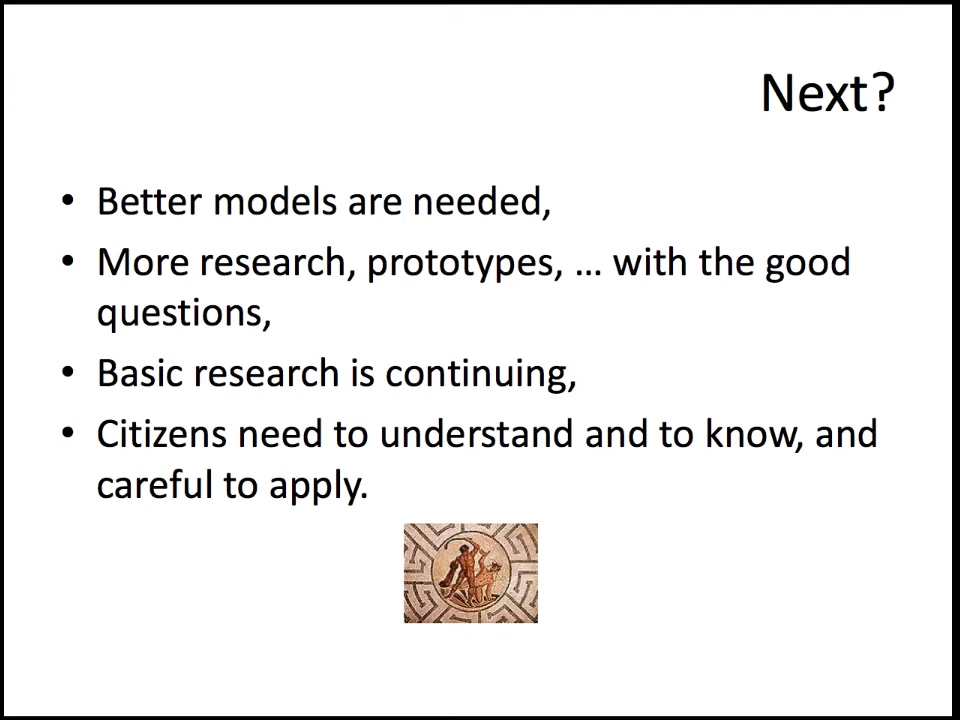 Next?
• Better models are needed,
• More research, prototypes, … with the good
questions,
• Basic research is continuing,
• Citizens need to understand and to know, and
careful to apply.